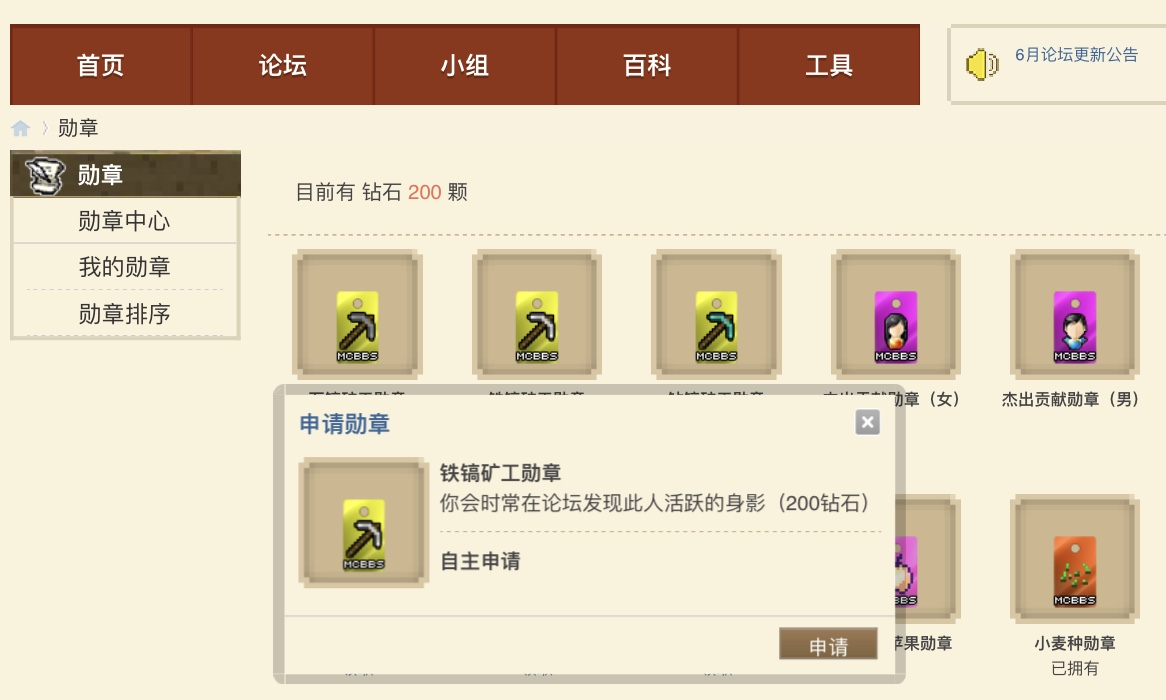 首页 论坛 小组 百科 工具
6月论坛更新公告
勋章
勋章
勋章中心
我的勋章
勋章排序
目前有 钻石 200 颗
MCBBS MCBBS MCBBS MCBBS MCBBS
杰出贡献勋章（男）
申请勋章
铁镐矿工勋章
你会时常在论坛发现此人活跃的身影（200钻石）
MCBBS
自主申请
MCBBS
苹果勋章
小麦种勋章
已拥有
申请